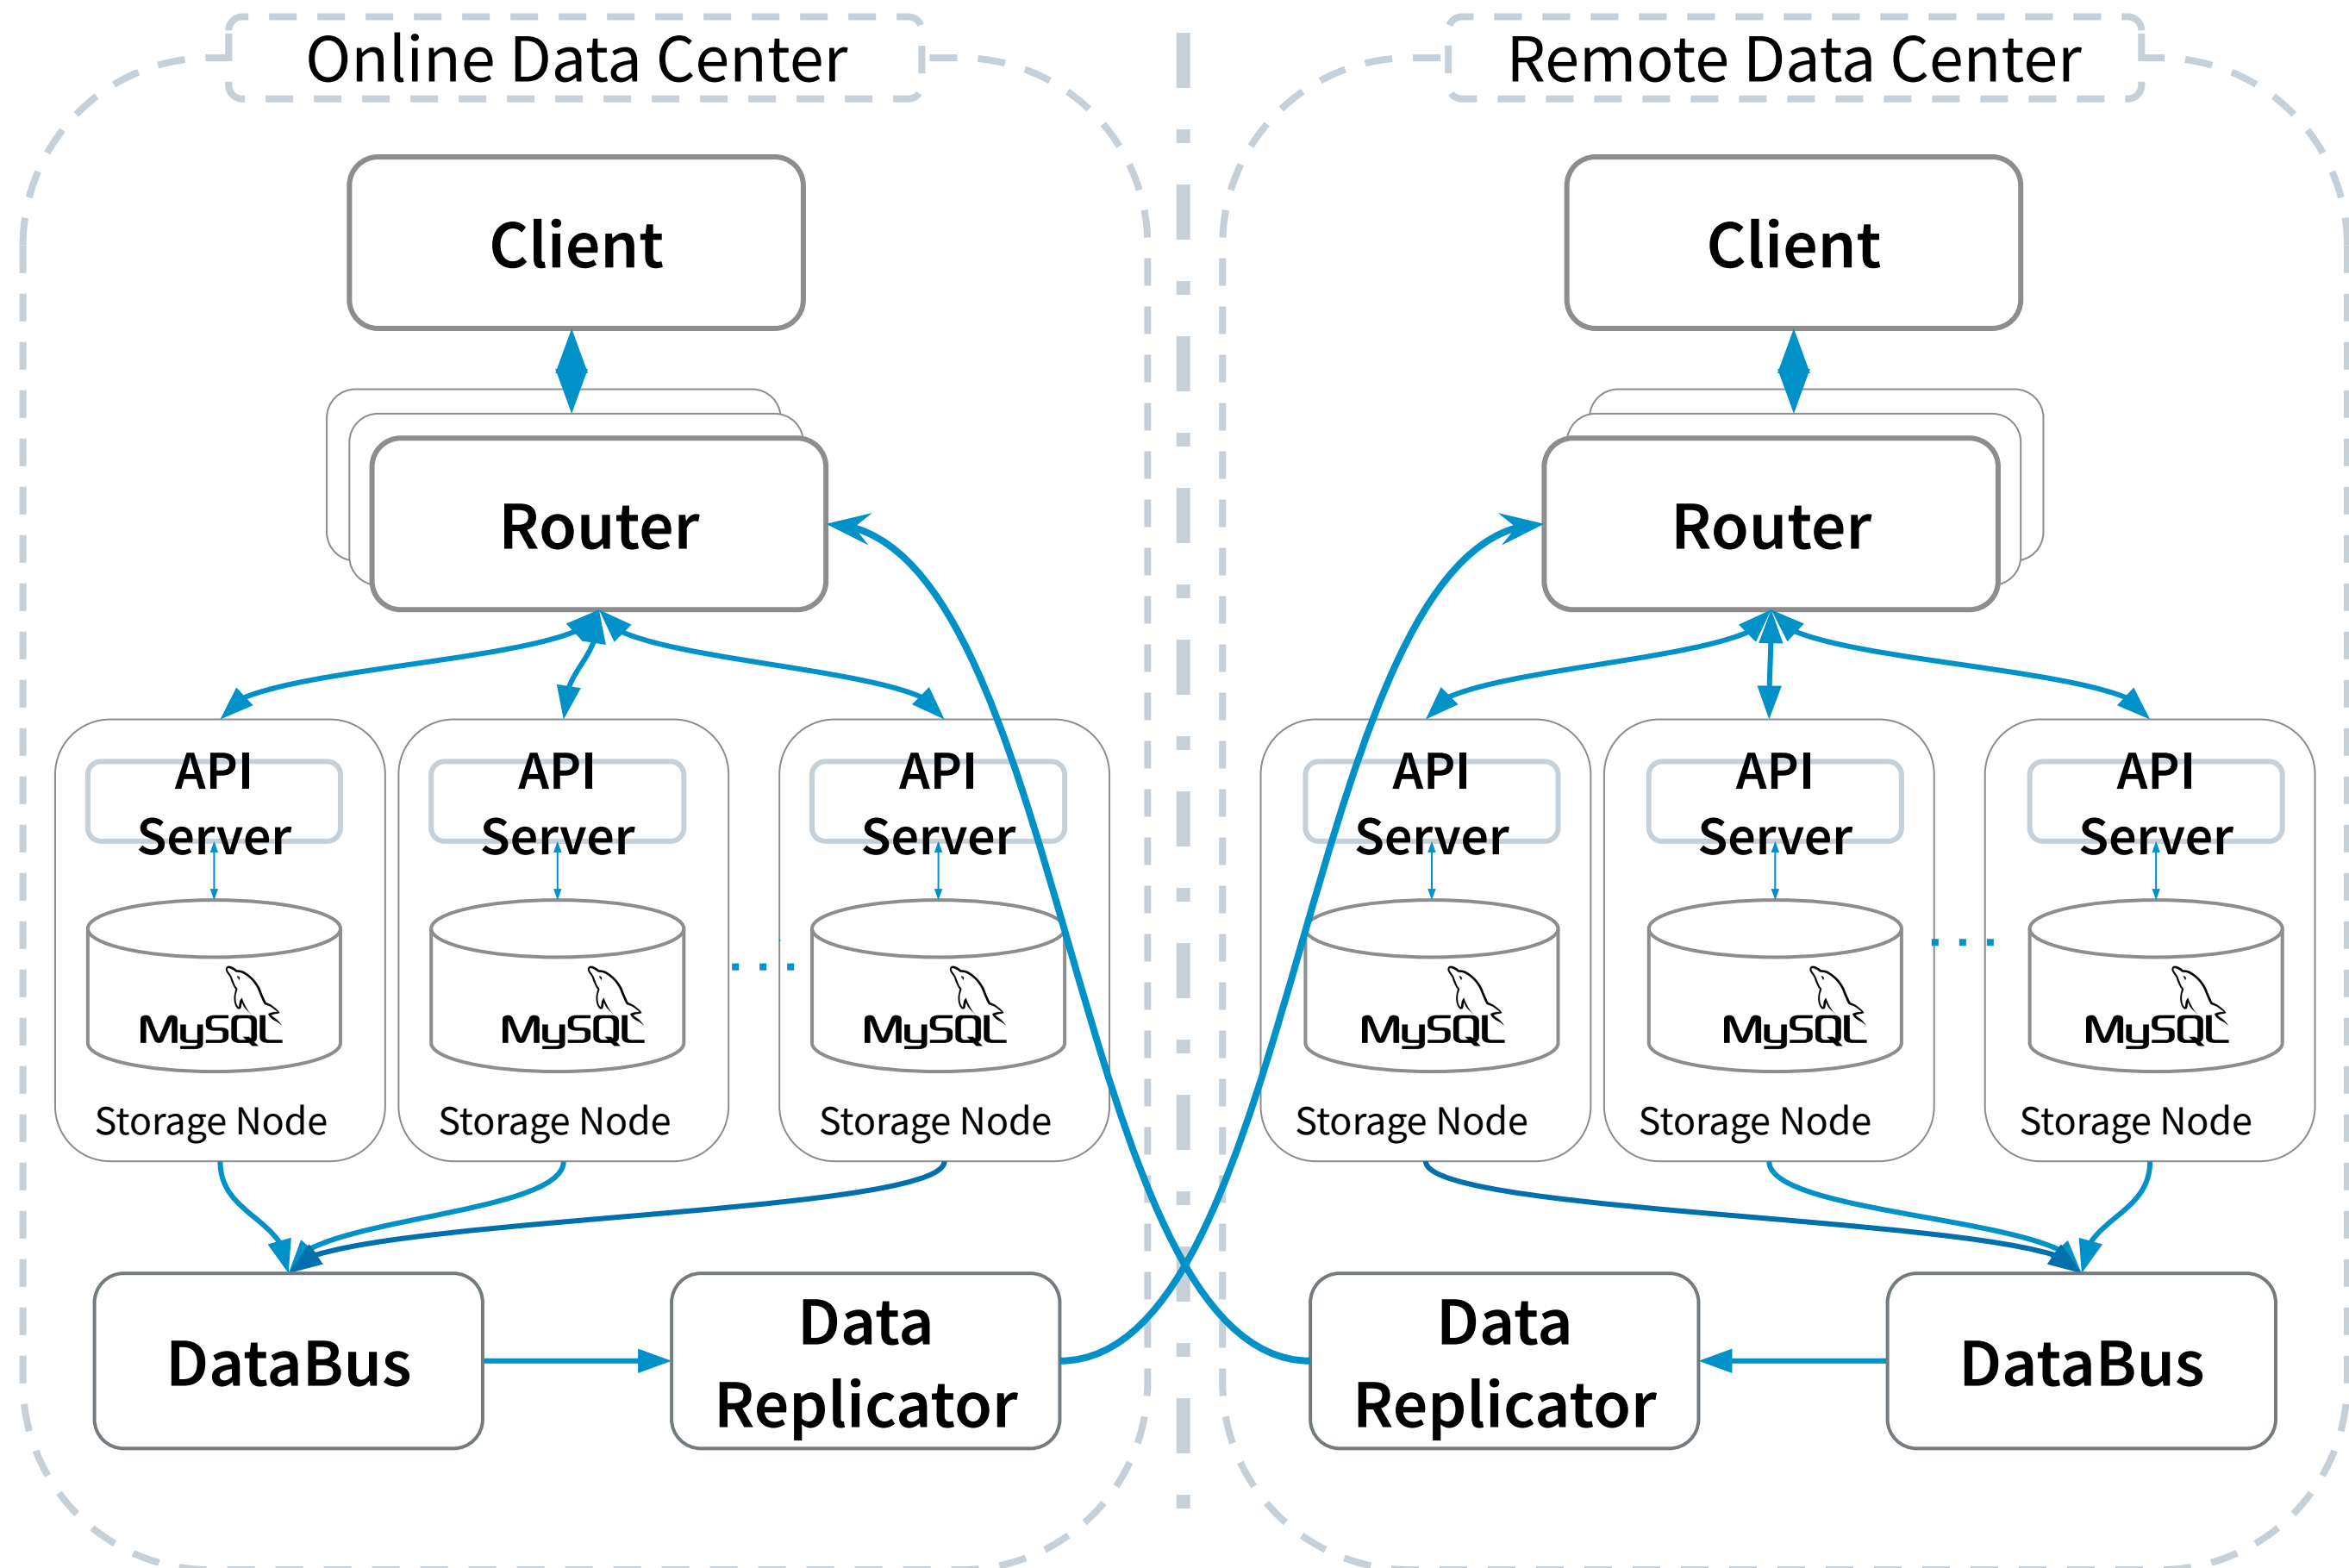 Online Data Center
Remote Data Center
Client
Client
Router
Router
API
Server
API
Server
API
Server
API
Server
API
Server
API
Server
MySQL
MySQL
MySQL
MySQL
MySQL
MySQL
Storage Node
Storage Node
Storage Node
Storage Node
Storage Node
Storage Node
DataBus
Data
Replicator
Data
Replicator
DataBus